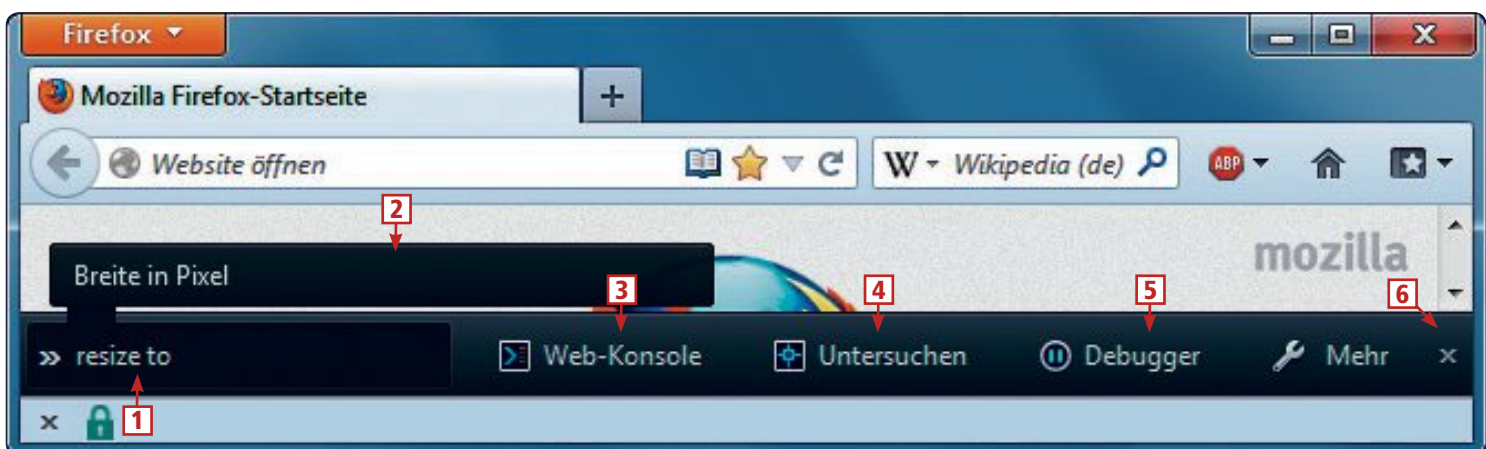 Firefox
Mozilla Firefox-Startseite
Website öffnen
W Wikipedia (de) ABP
2
mozilla
Breite in Pixel
3 4 5 6
» resize to Web-Konsole Untersuchen Debugger Mehr ×
× 1